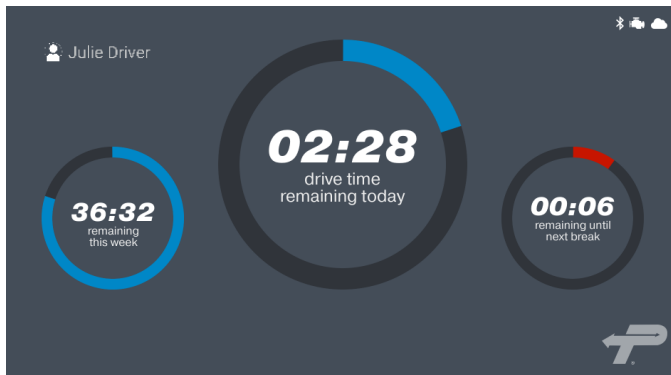 Julie Driver
02:28
drive time
remaining today
36:32
remaining
this week
00:06
remaining until
next break